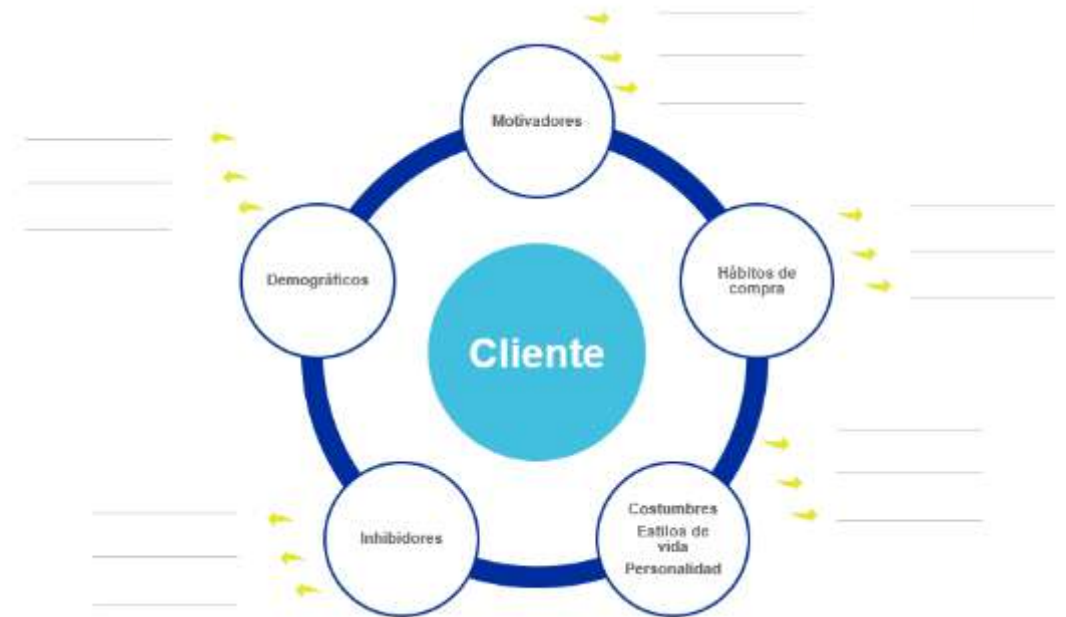 Motivadores
Demográficos
Hábitos de
compra
Cliente
Inhibidores
Costumbres
Estilos de
vida
Personalidad